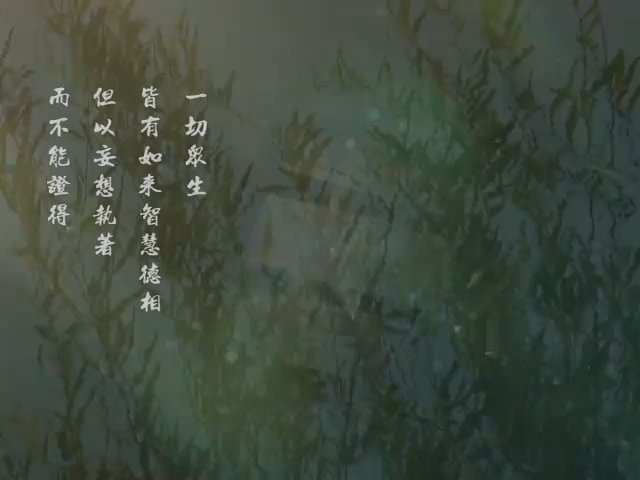 一切眾生
皆有如来智慧德相
但以妄想執著
而不能證得